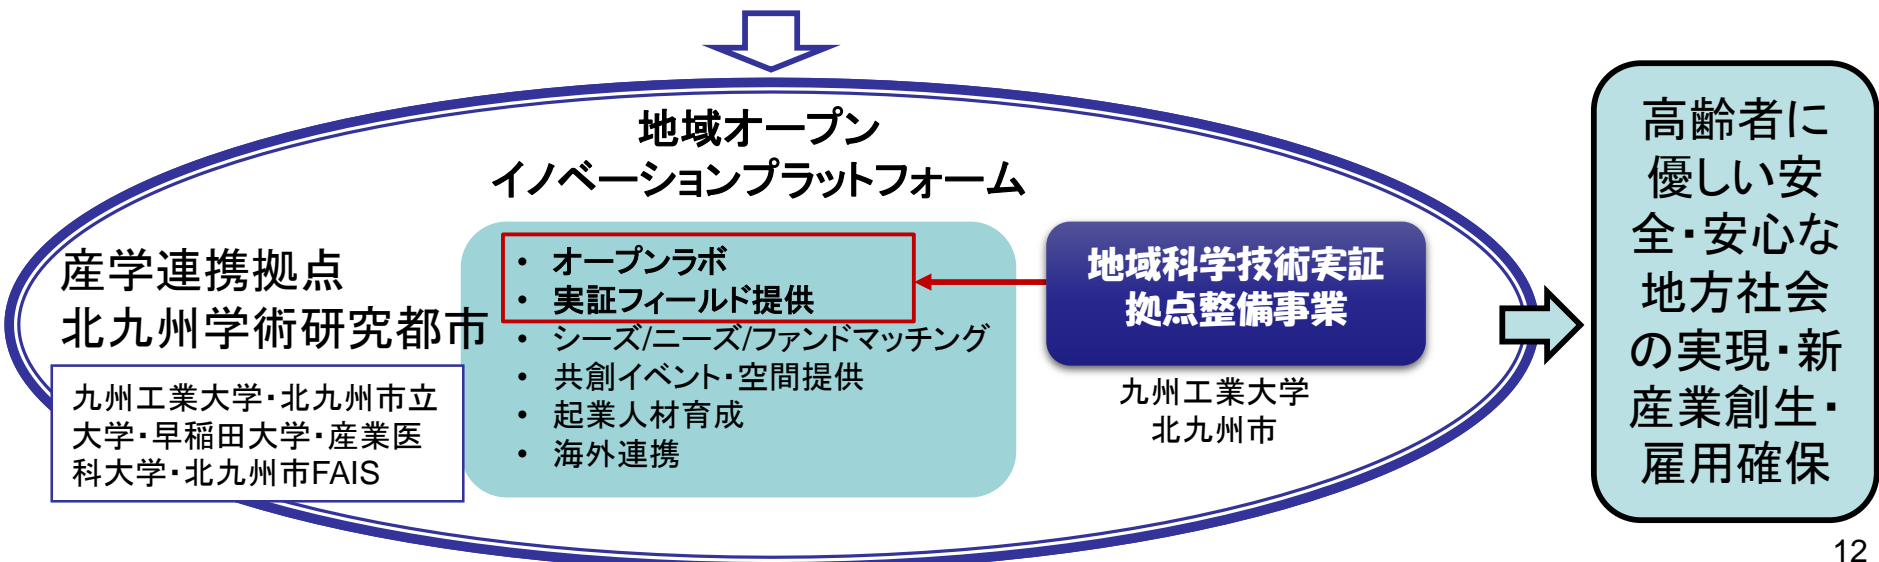 地域オープン
イノベーションプラットフォーム
産学連携拠点
北九州学術研究都市
九州工業大学・北九州市立
大学・早稲田大学・産業医
科大学・北九州市FAIS
• オープンラボ
• 実証フィールド提供
• シーズ/ニーズ/ファンドマッチング
• 共創イベント・空間提供
• 起業人材育成
• 海外連携
地域科学技術実証
拠点整備事業
九州工業大学
北九州市
高齢者に
優しい安
全・安心な
地方社会
の実現・新
産業創生・
雇用確保
12